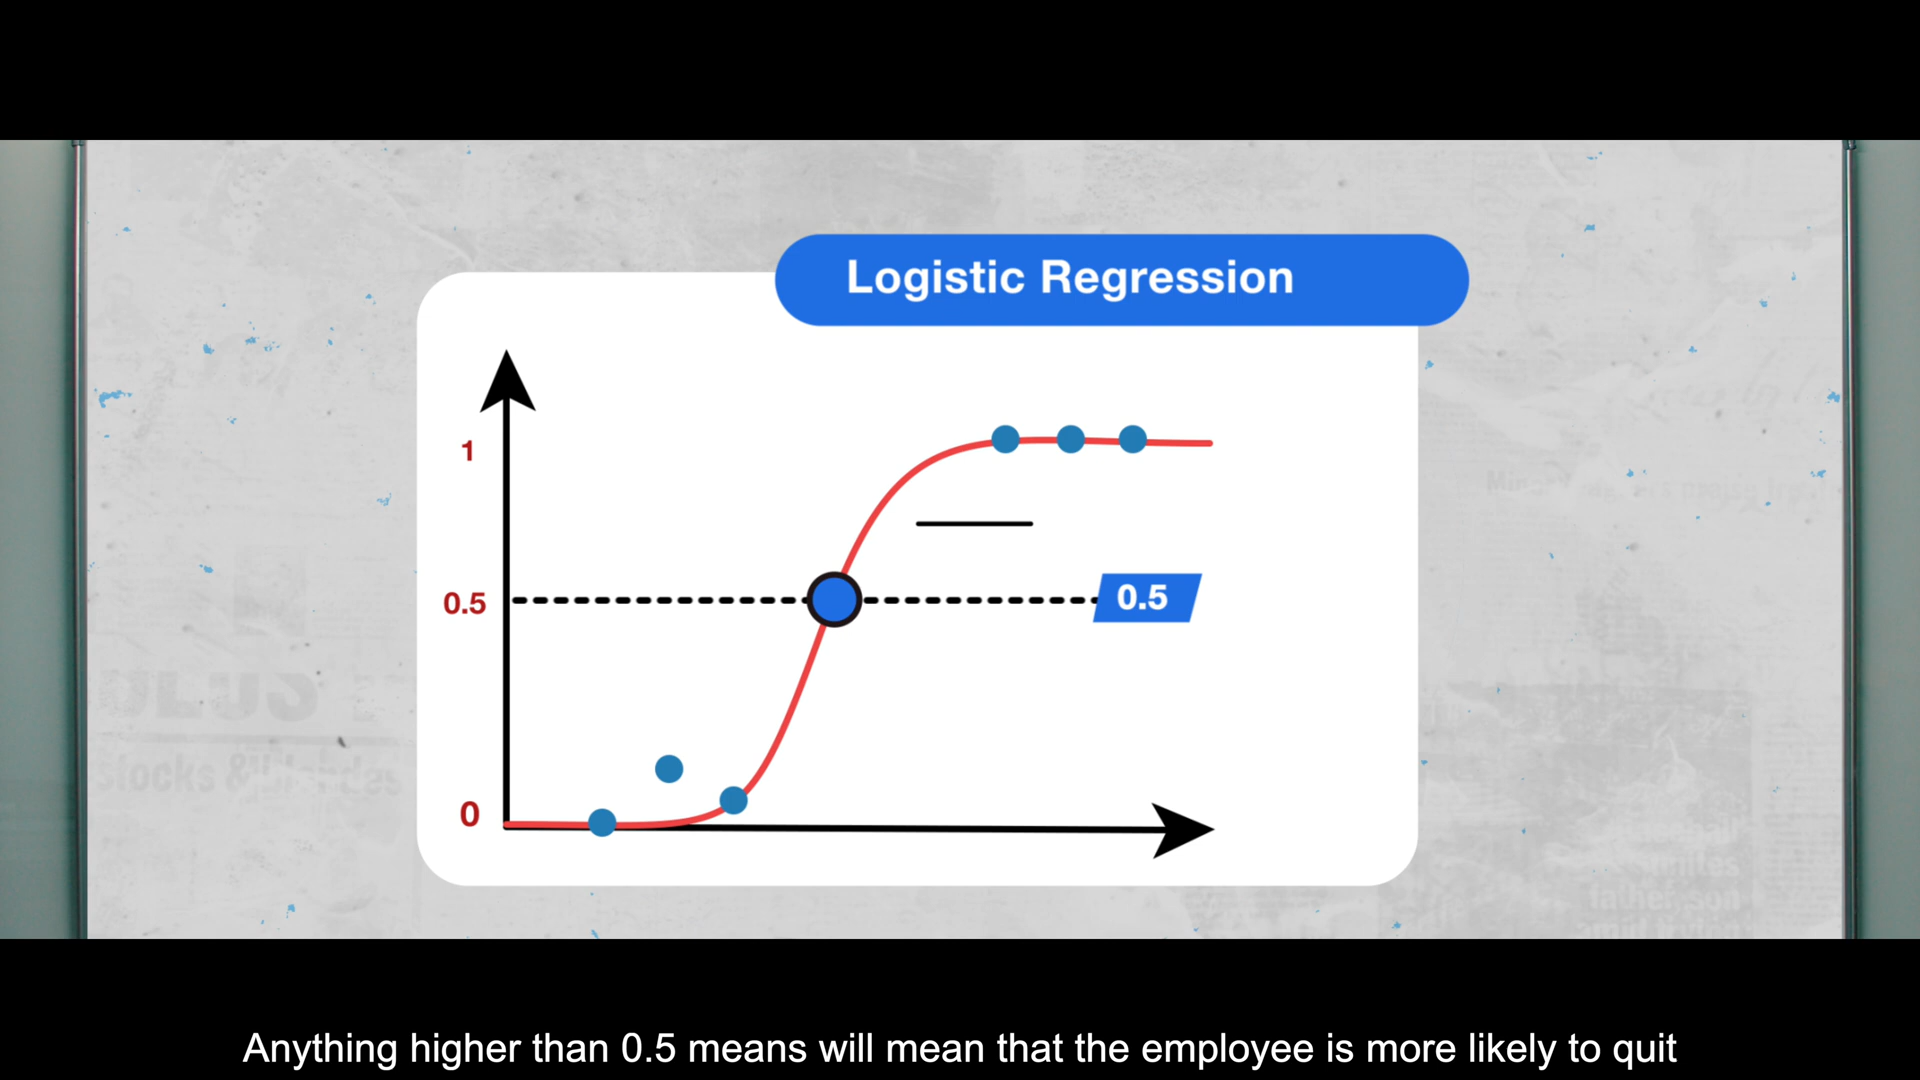 Logistic Regression
1
0.5
0.5
0
Anything higher than 0.5 means will mean that the employee is more likely to quit